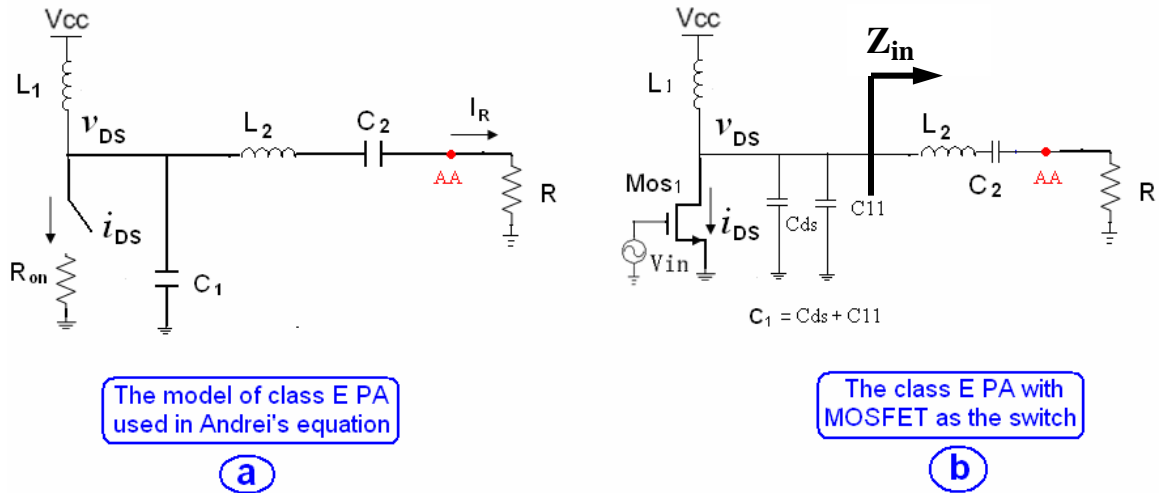 Vcc
L1
vDS
L2
C2
IR
AA
R
iDS
Ron
C1
The model of class E PA
used in Andrei's equation
a
Vcc
Zin
L1
vDS
L2
C2
AA
R
Mos1
iDS
Cds
C11
Vin
C1 = Cds + C11
The class E PA with
MOSFET as the switch
b